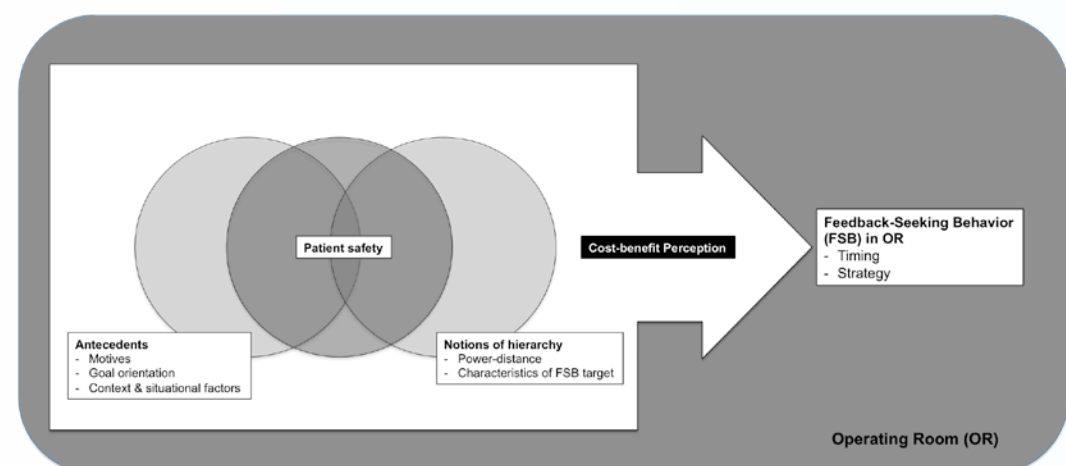 Patient safety
Cost-benefit Perception
Feedback-Seeking Behavior
(FSB) in OR
- Timing
- Strategy
Antecedents
- Motives
- Goal orientation
- Context & situational factors
Notions of hierarchy
- Power-distance
- Characteristics of FSB target
Operating Room (OR)